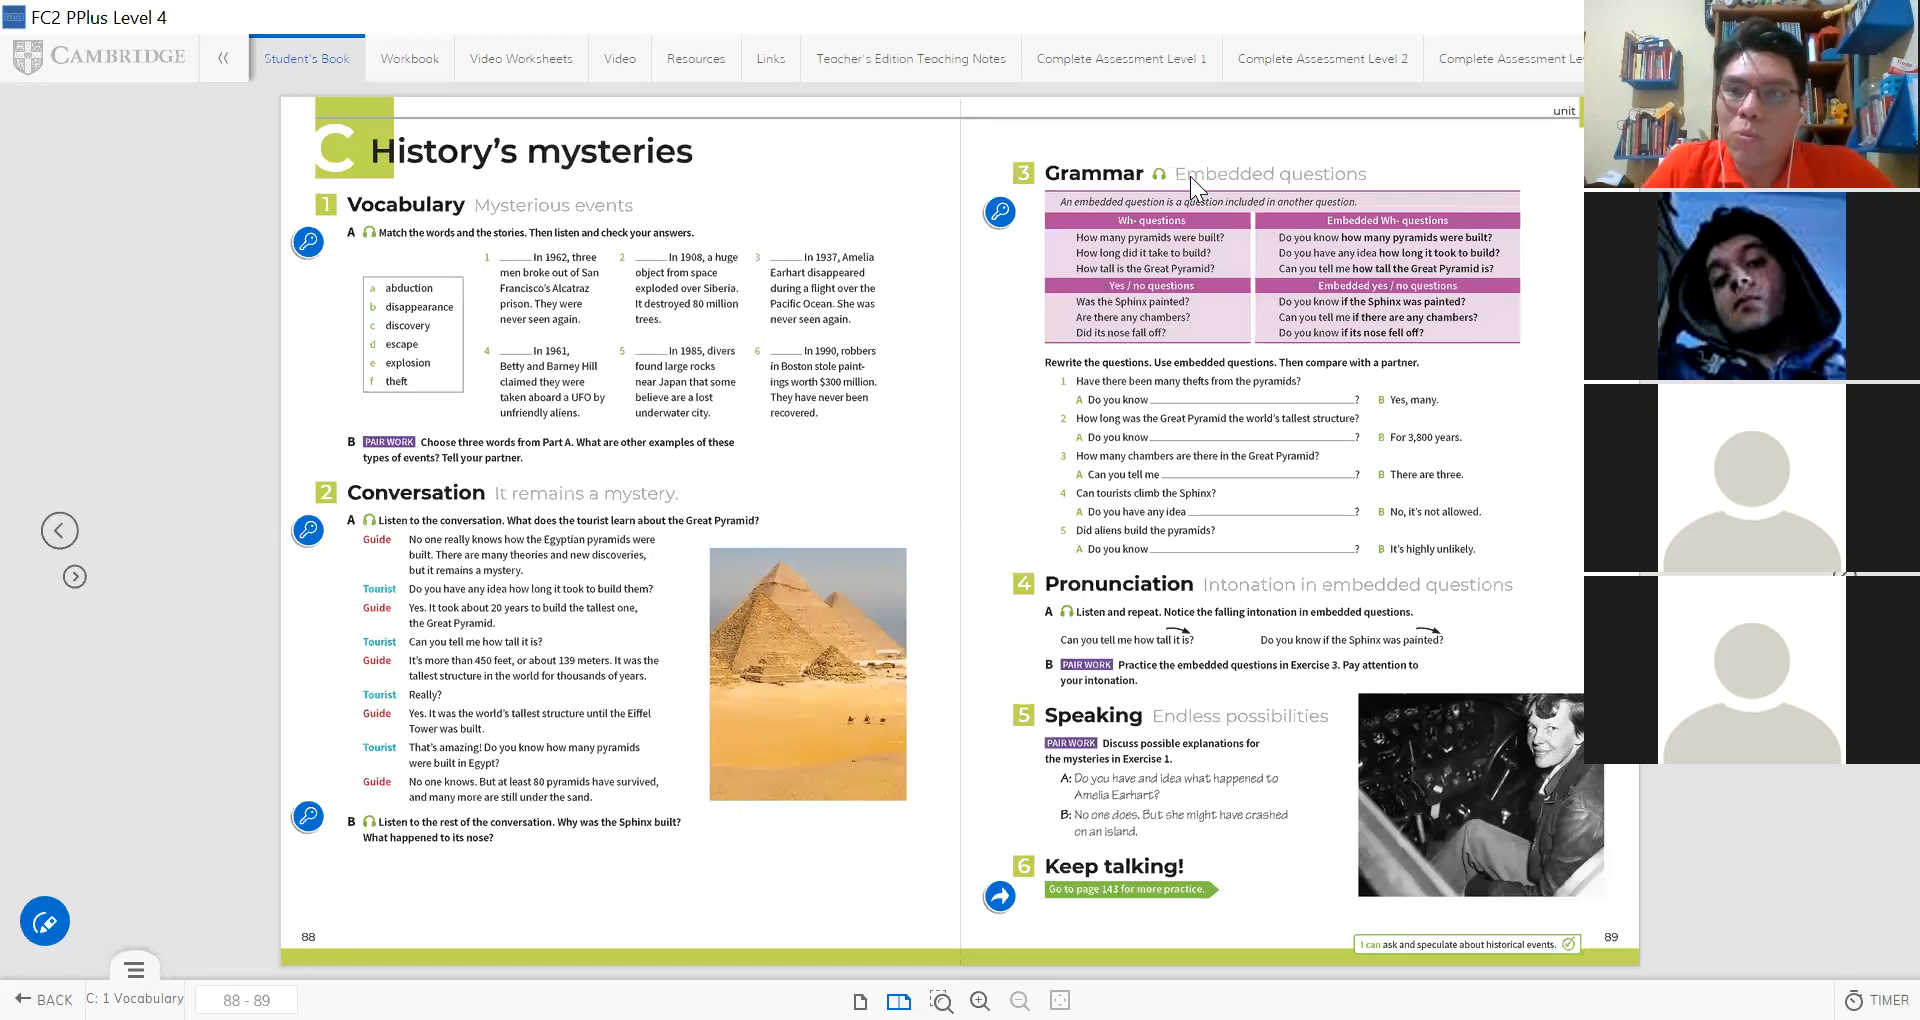 FC2 PPlus Level 4
CAMBRIDGE
Student's Book
Workbook
Video Worksheets
Video
Resources
Links
Teacher's Edition Teaching Notes
Complete Assessment Level 1
Complete Assessment Level 2
Complete Assessment Le
C History's mysteries
1 Vocabulary Mysterious events
A Match the words and the stories. Then listen and check your answers.
a abduction
b disappearance
c discovery
d escape
e explosion
f theft
1 ______ In 1962, three
men broke out of San
Francisco's Alcatraz
prison. They were
never seen again.
2 ______ In 1908, a huge
object from space
exploded over Siberia.
It destroyed 80 million
trees.
3 ______ In 1937, Amelia
Earhart disappeared
during a flight over the
Pacific Ocean. She was
never seen again.
4 ______ In 1961,
Betty and Barney Hill
claimed they were
taken aboard a UFO by
unfriendly aliens.
5 ______ In 1985, divers
found large rocks
near Japan that some
believe are a lost
underwater city.
6 ______ In 1990, robbers
in Boston stole paint-
ings worth $300 million.
They have never been
recovered.
B PAIR WORK Choose three words from Part A. What are other examples of these
types of events? Tell your partner.
2 Conversation It remains a mystery.
A Listen to the conversation. What does the tourist learn about the Great Pyramid?
Guide No one really knows how the Egyptian pyramids were
built. There are many theories and new discoveries,
but it remains a mystery.
Tourist Do you have any idea how long it took to build them?
Guide Yes. It took about 20 years to build the tallest one,
the Great Pyramid.
Tourist Can you tell me how tall it is?
Guide It's more than 450 feet, or about 139 meters. It was the
tallest structure in the world for thousands of years.
Tourist Really?
Guide Yes. It was the world's tallest structure until the Eiffel
Tower was built.
Tourist That's amazing! Do you know how many pyramids
were built in Egypt?
Guide No one knows. But at least 80 pyramids have survived,
and many more are still under the sand.
B Listen to the rest of the conversation. Why was the Sphinx built?
What happened to its nose?
88
unit
3 Grammar Embedded questions
An embedded question is a question included in another question.
Wh- questions
Embedded Wh- questions
How many pyramids were built?
Do you know how many pyramids were built?
How long did it take to build?
Do you have any idea how long it took to build?
How tall is the Great Pyramid?
Can you tell me how tall the Great Pyramid is?
Yes / no questions
Embedded yes / no questions
Was the Sphinx painted?
Do you know if the Sphinx was painted?
Are there any chambers?
Can you tell me if there are any chambers?
Did its nose fall off?
Do you know if its nose fell off?
Rewrite the questions. Use embedded questions. Then compare with a partner.
1 Have there been many thefts from the pyramids?
A Do you know ______? B Yes, many.
2 How long was the Great Pyramid the world's tallest structure?
A Do you know ______? B For 3,800 years.
3 How many chambers are there in the Great Pyramid?
A Can you tell me ______? B There are three.
4 Can tourists climb the Sphinx?
A Do you have any idea ______? B No, it's not allowed.
5 Did aliens build the pyramids?
A Do you know ______? B It's highly unlikely.
4 Pronunciation Intonation in embedded questions
A Listen and repeat. Notice the falling intonation in embedded questions.
Can you tell me how tall it is? Do you know if the Sphinx was painted?
B PAIR WORK Practice the embedded questions in Exercise 3. Pay attention to
your intonation.
5 Speaking Endless possibilities
PAIR WORK Discuss possible explanations for
the mysteries in Exercise 1.
A: Do you have and idea what happened to
Amelia Earhart?
B: No one does. But she might have crashed
on an island.
6 Keep talking!
Go to page 143 for more practice.
I can ask and speculate about historical events.
89
BACK
C: 1 Vocabulary
88 - 89
TIMER